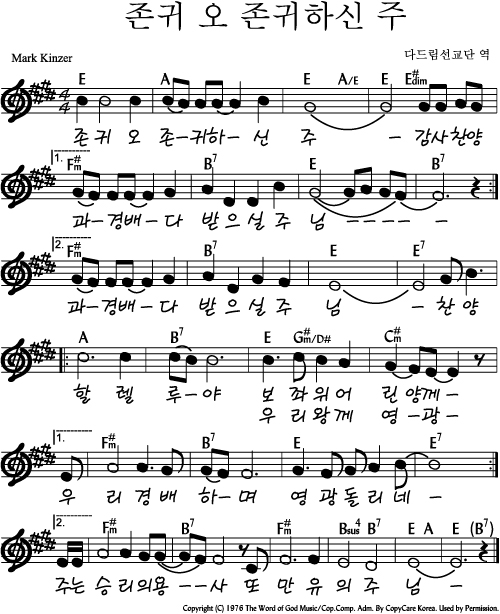 존귀 오 존귀하신 주
Mark Kinzer
다드림선교단 역
E A E A/E E E#dim
존 귀 오 존-귀하- 신 주 - 감사찬양
1. F#m B7 E B7
과-경배-다 받 으 실 주 님 -----
2. F#m B7 E E7
과-경배-다 받 으 실 주 님 - 찬 양
A B7 E G#m/D# C#m
할 렐 루-야 보 좌 위 어 린 양께-
우 리 왕 께 영-광-
1. F#m B7 E E7
우 리 경 배 하-며 영 광 돌 리 네 -
2. F#m B7 F#m Bsus4 B7 E A E (B7)
주는 승 리의용---사 또 만 유 의 주 님 -
Copyright (C) 1976 The Word of God Music/Cop.Comp. Adm. By CopyCare Korea. Used by Permission.